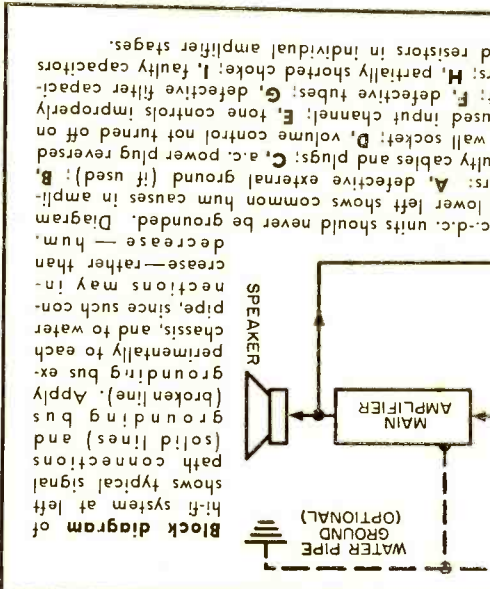 WATER PIPE
GROUND
(OPTIONAL)
MAIN
AMPLIFIER
SPEAKER
Block diagram of
hi-fi system at left
shows typical signal
path connections
(solid lines) and
grounding bus
(broken line). Apply
grounding bus ex-
perimentally to each
chassis, and to water
pipe, since such con-
nections may in-
crease—rather than
decrease — hum.
c.-d.c. units should never be grounded. Diagram
lower left shows common hum causes in ampli-
rs: A, defective external ground (if used); B,
ulty cables and plugs; C, a.c. power plug reversed
wall socket; D, volume control not turned off on
used input channel; E, tone controls improperly
; F, defective tubes; G, defective filter capaci-
rs; H, partially shorted choke; I, faulty capacitors
d resistors in individual amplifier stages.